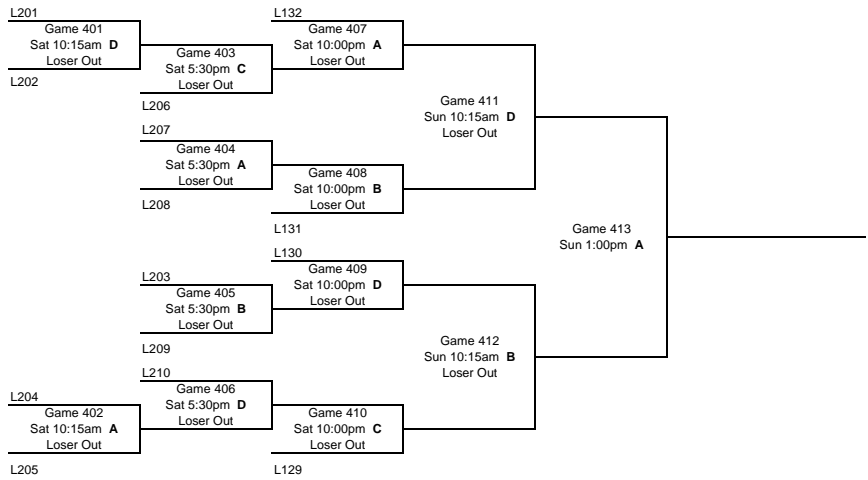 L201
Game 401
Sat 10:15am D
Loser Out
L202
Game 403
Sat 5:30pm C
Loser Out
L206
L132
Game 407
Sat 10:00pm A
Loser Out
L207
Game 404
Sat 5:30pm A
Loser Out
L208
Game 408
Sat 10:00pm B
Loser Out
L131
Game 411
Sun 10:15am D
Loser Out
Game 413
Sun 1:00pm A
L130
Game 409
Sat 10:00pm D
Loser Out
L203
Game 405
Sat 5:30pm B
Loser Out
L209
Game 412
Sun 10:15am B
Loser Out
L210
Game 406
Sat 5:30pm D
Loser Out
L204
Game 402
Sat 10:15am A
Loser Out
L205
Game 410
Sat 10:00pm C
Loser Out
L129